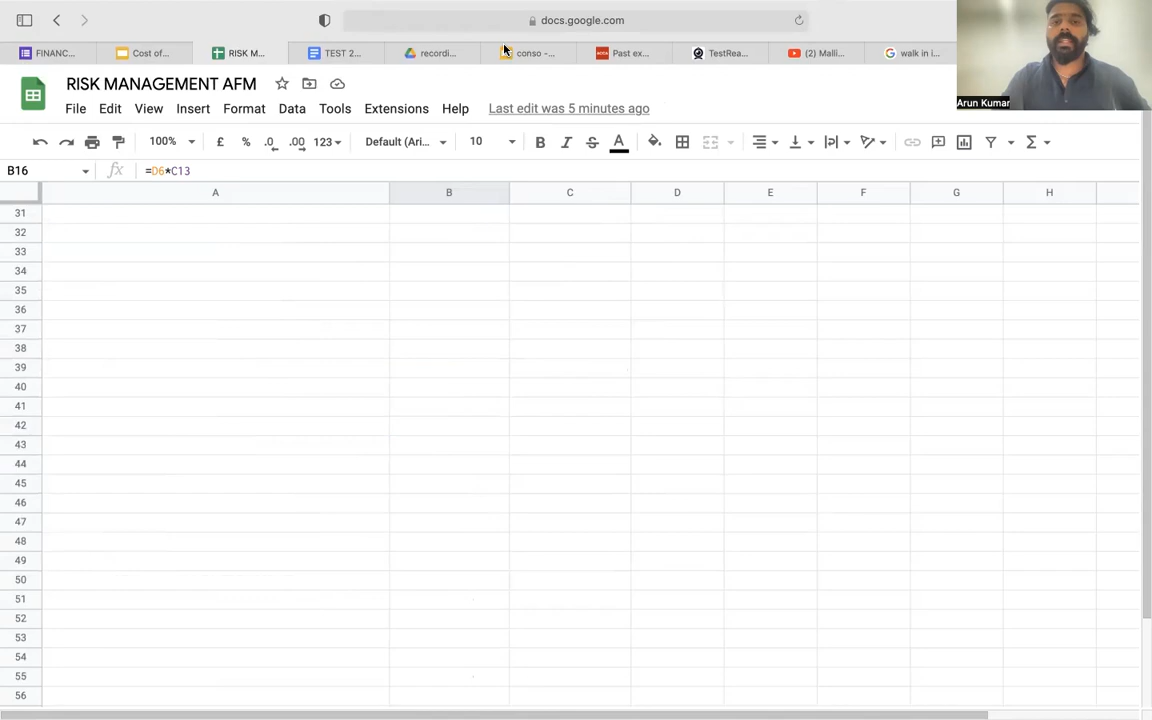 docs.google.com
FINANC...
Cost of...
RISK M...
TEST 2...
recordi...
conso -...
ACCA
Past ex...
TestRea...
(2) Malli...
walk in i...
Arun Kumar
RISK MANAGEMENT AFM
File Edit View Insert Format Data Tools Extensions Help Last edit was 5 minutes ago
100% £ % .0 .00 123 Default (Ari... 10 B I S A Σ
B16 fx =D6*C13
A B C D E F G H
31
32
33
34
35
36
37
38
39
40
41
42
43
44
45
46
47
48
49
50
51
52
53
54
55
56